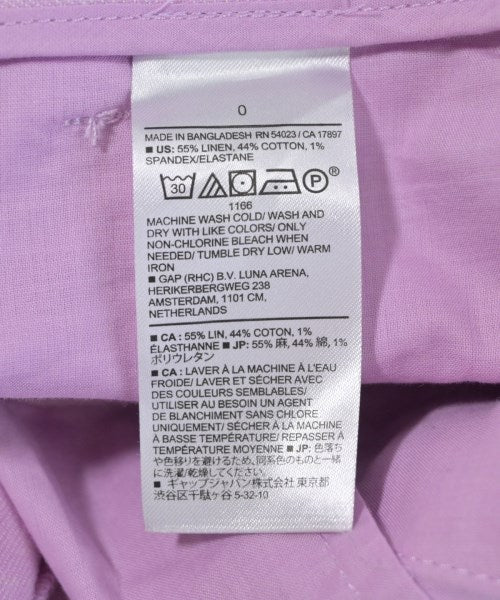 0
MADE IN BANGLADESH RN 54023 / CA 17897
■ US: 55% LINEN, 44% COTTON, 1%
SPANDEX/ELASTANE
30 P ®
1166
MACHINE WASH COLD/ WASH AND
DRY WITH LIKE COLORS/ ONLY
NON-CHLORINE BLEACH WHEN
NEEDED/ TUMBLE DRY LOW/ WARM
IRON
■ GAP (RHC) B.V. LUNA ARENA,
HERIKERBERGWEG 238
AMSTERDAM, 1101 CM,
NETHERLANDS
■ CA : 55% LIN, 44% COTON, 1%
ÉLASTHANNE ■ JP: 55% 麻, 44% 綿, 1%
ポリウレタン
■ CA : LAVER À LA MACHINE À L'EAU
FROIDE/ LAVER ET SÉCHER AVEC
DES COULEURS SEMBLABLES/
UTILISER AU BESOIN UN AGENT
DE BLANCHIMENT SANS CHLORE
UNIQUEMENT/ SÉCHER À LA MACHINE
À BASSE TEMPÉRATURE/ REPASSER À
TEMPÉRATURE MOYENNE ■ JP: 色落ち
や色移りを避けるため、同系色のものと一緒
に洗濯/乾燥してください。
■ ギャップジャパン株式会社 東京都
渋谷区千駄ヶ谷 5-32-10